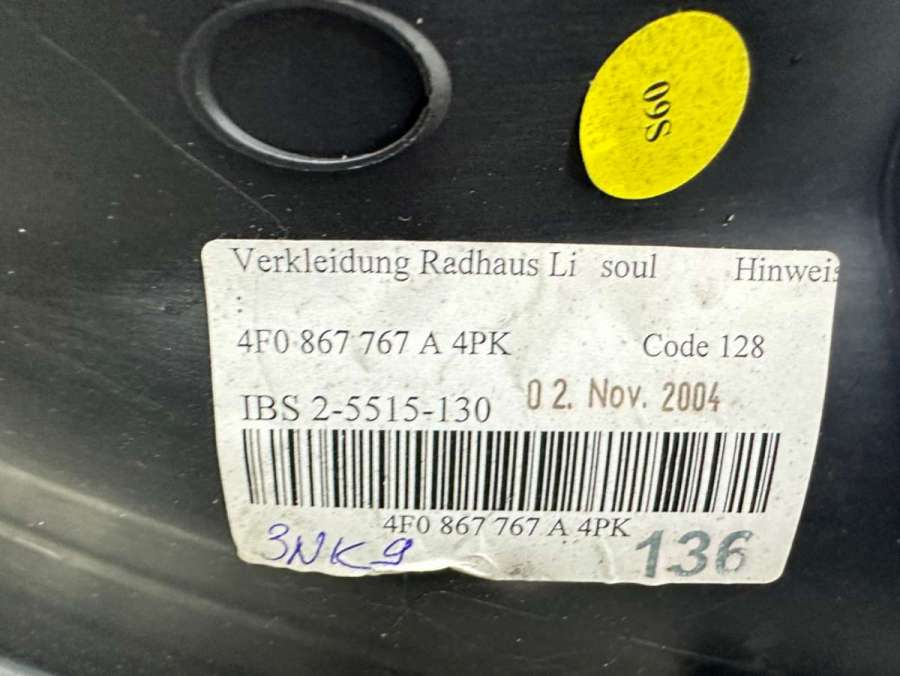 09S
Verkleidung Radhaus Li soul Hinweis
4F0 867 767 A 4PK Code 128
IBS 2-5515-130 02. Nov. 2004
4F0 867 767 A 4PK
3NK9 136